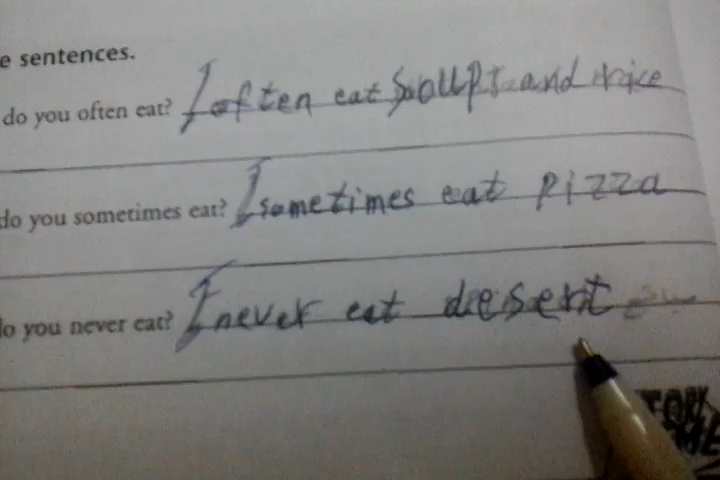 e sentences.
do you often eat? I often eat Soups and rice
do you sometimes eat? I sometimes eat pizza
do you never eat? I never eat desert